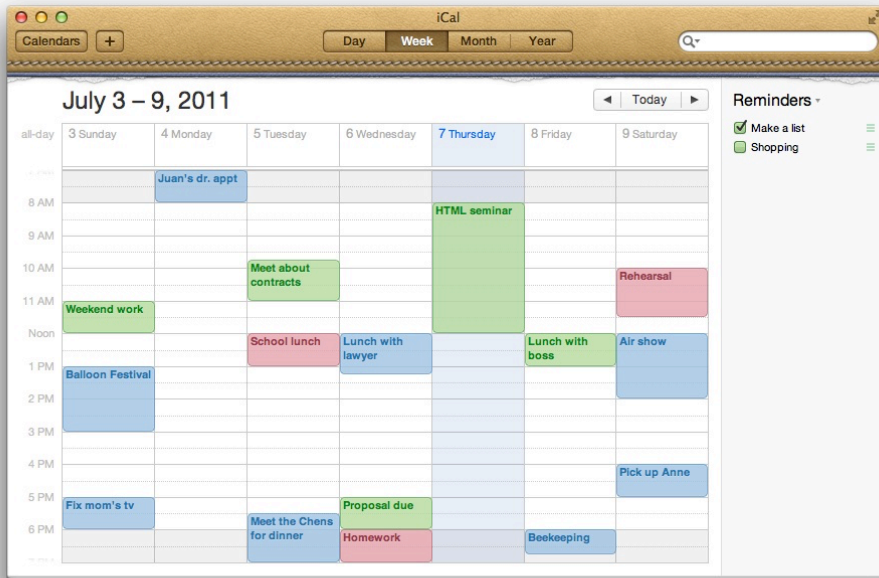 iCal
Calendars
+
Day Week Month Year
July 3 – 9, 2011
Today
Reminders
Make a list
Shopping
all-day
3 Sunday
4 Monday
5 Tuesday
6 Wednesday
7 Thursday
8 Friday
9 Saturday
8 AM
9 AM
10 AM
11 AM
Noon
1 PM
2 PM
3 PM
4 PM
5 PM
6 PM
Weekend work
Balloon Festival
Fix mom's tv
Juan's dr. appt
Meet about
contracts
School lunch
Meet the Chens
for dinner
Lunch with
lawyer
Proposal due
Homework
HTML seminar
Lunch with
boss
Beekeeping
Rehearsal
Air show
Pick up Anne